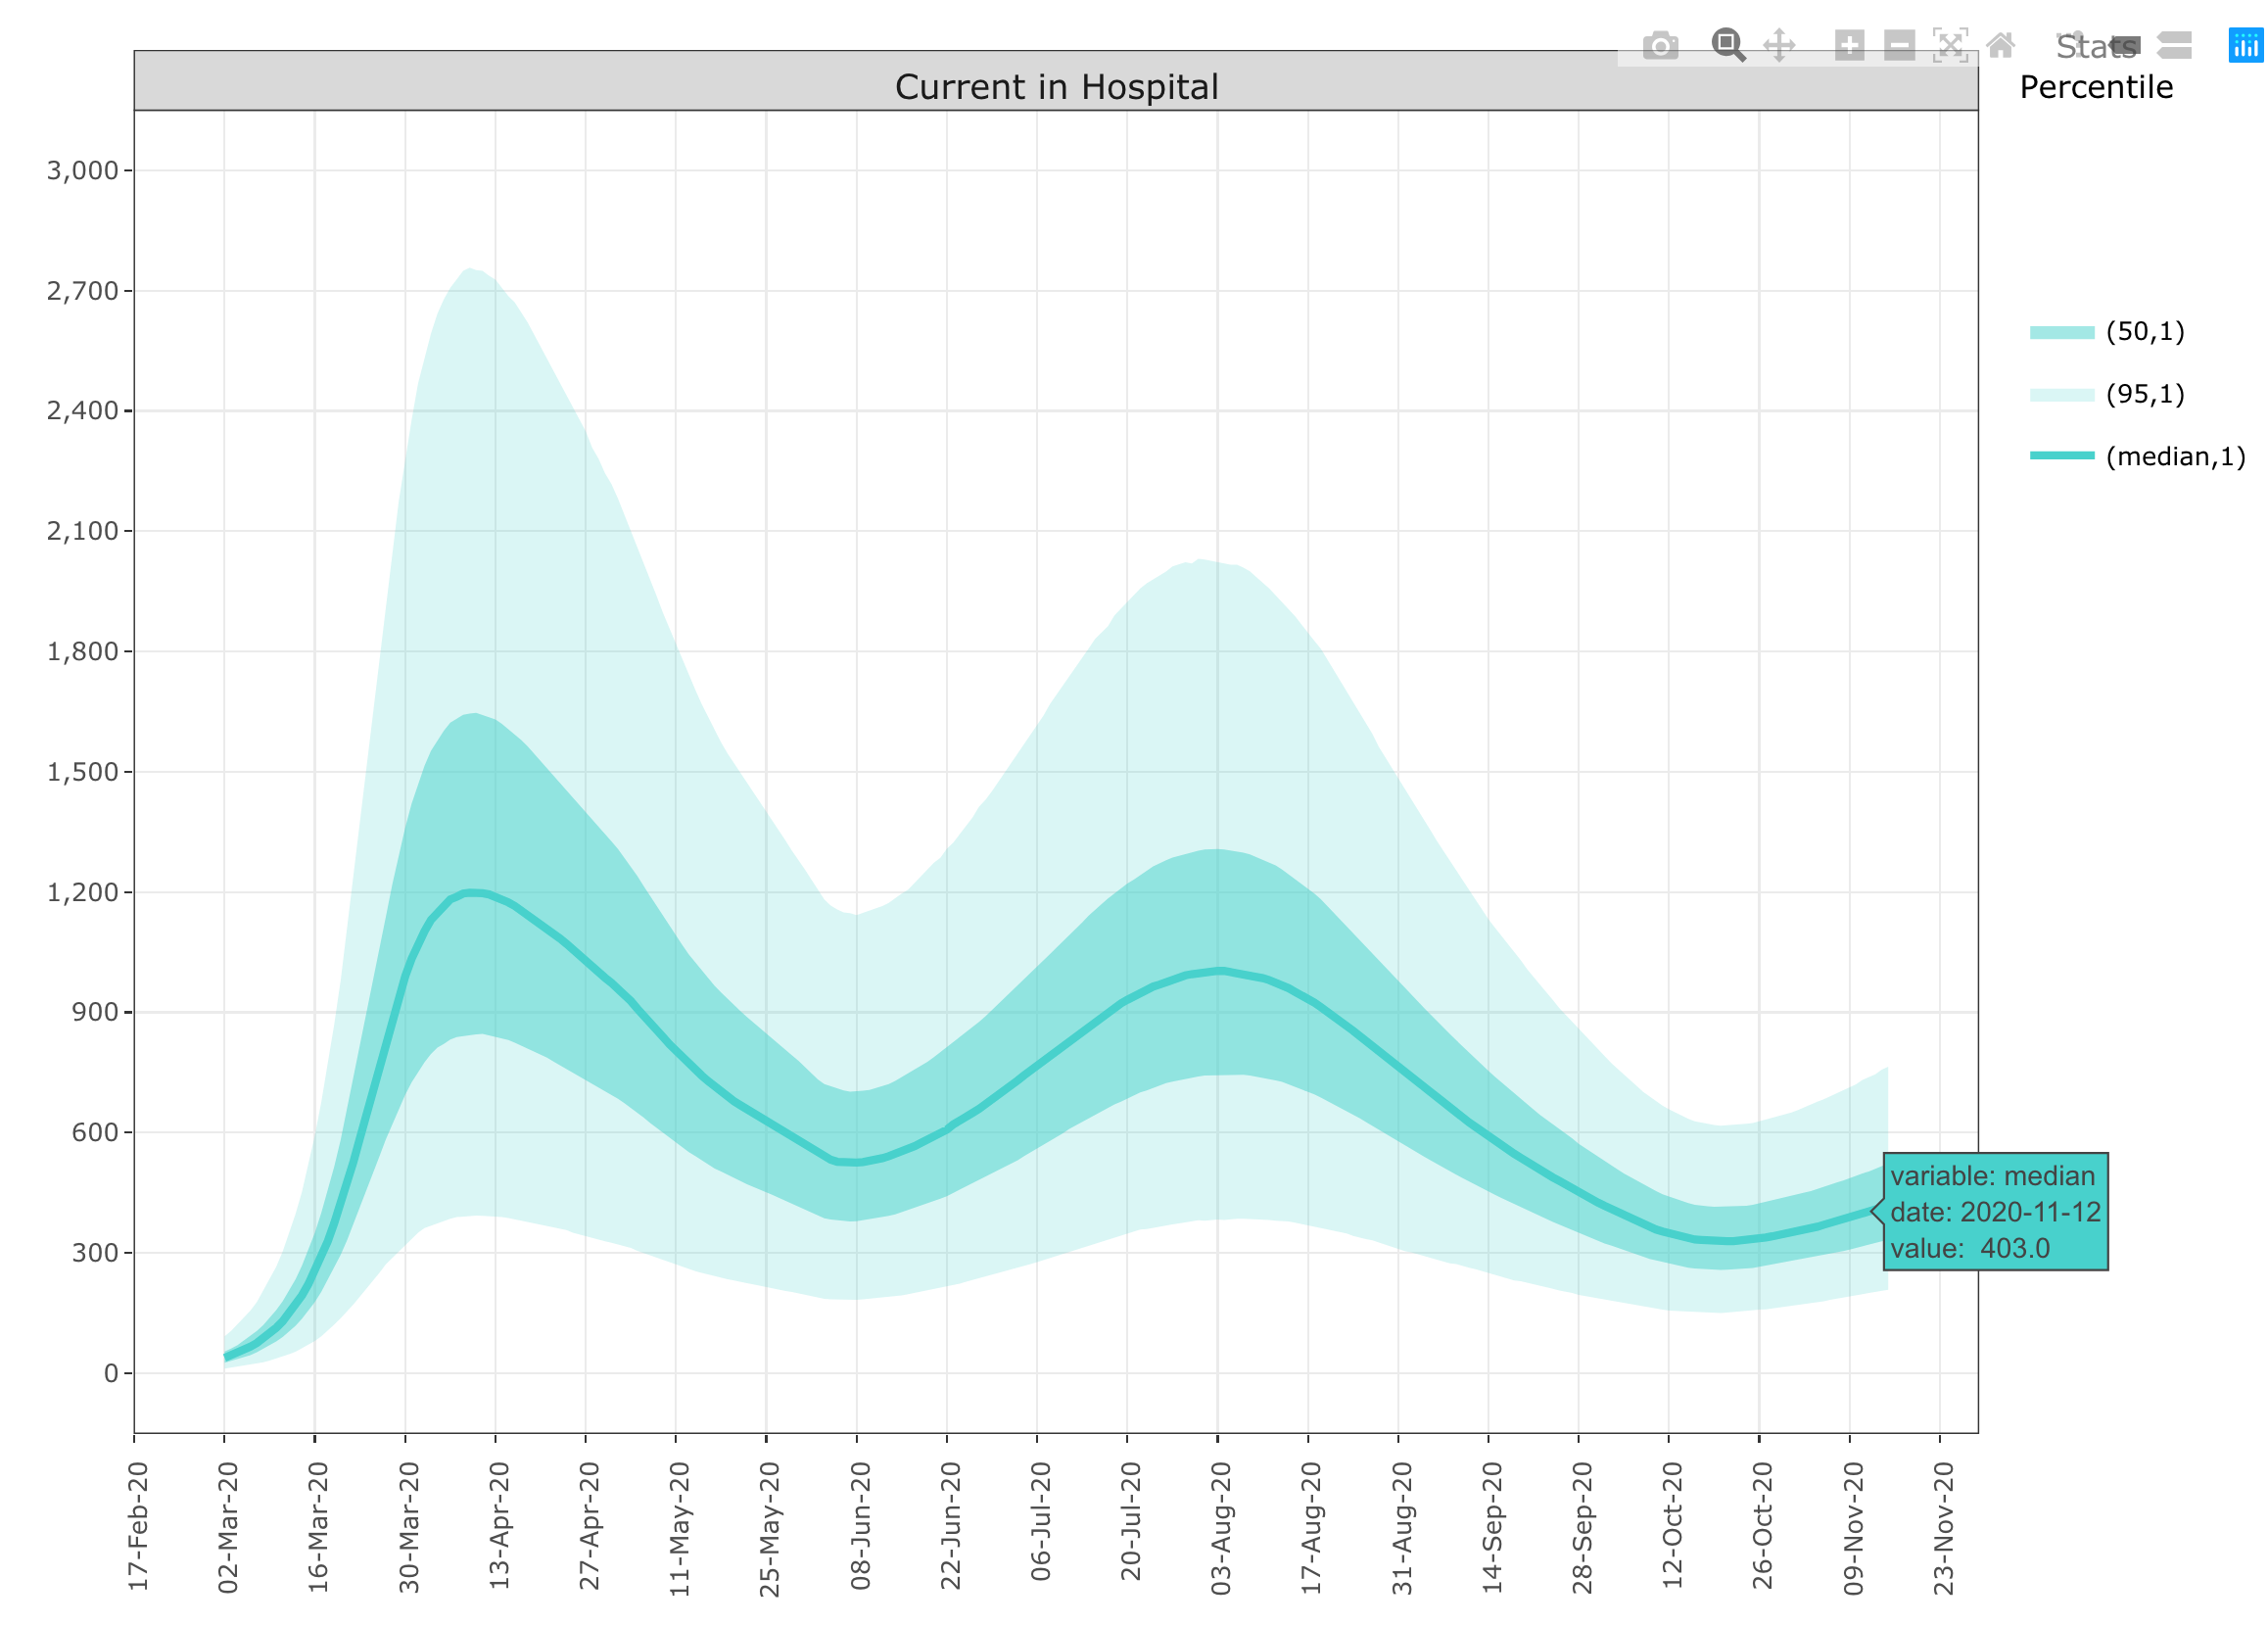 Stats
Current in Hospital
Percentile
3,000
2,700
2,400
2,100
1,800
1,500
1,200
900
600
300
0
(50,1)
(95,1)
(median,1)
variable: median
date: 2020-11-12
value: 403.0
17-Feb-20
02-Mar-20
16-Mar-20
30-Mar-20
13-Apr-20
27-Apr-20
11-May-20
25-May-20
08-Jun-20
22-Jun-20
06-Jul-20
20-Jul-20
03-Aug-20
17-Aug-20
31-Aug-20
14-Sep-20
28-Sep-20
12-Oct-20
26-Oct-20
09-Nov-20
23-Nov-20